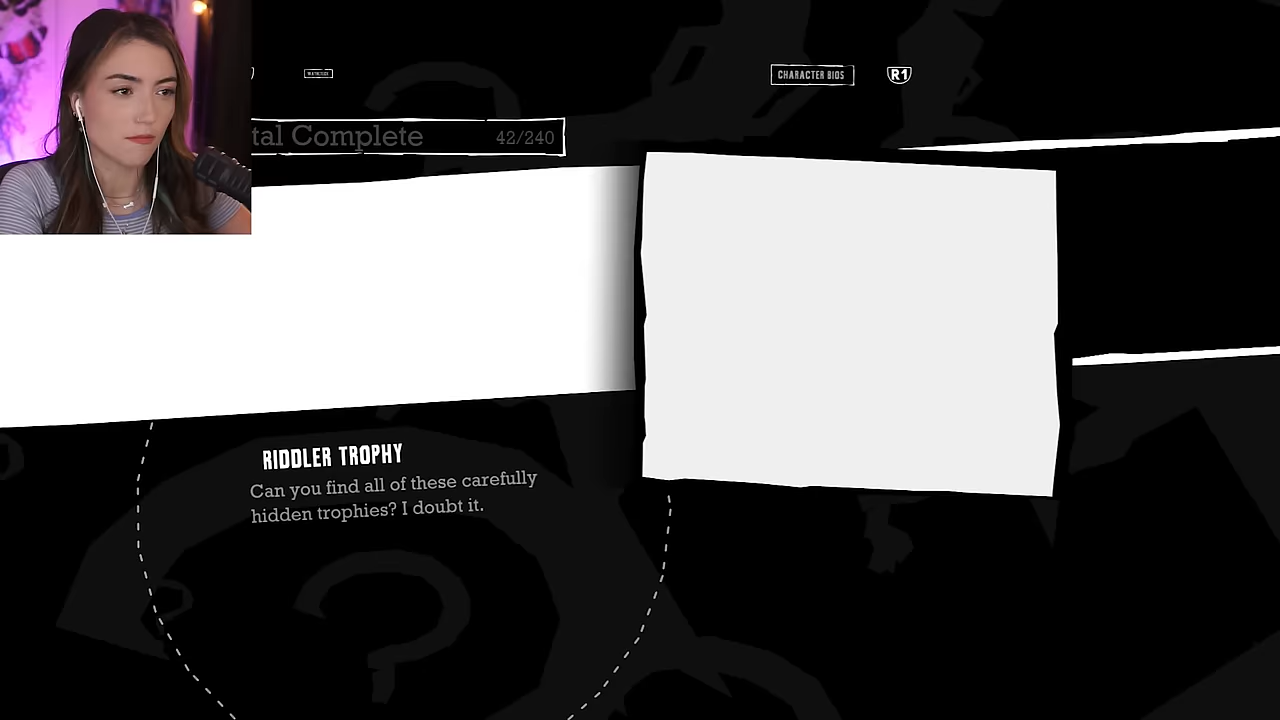 CHARACTER BIOS
R1
tal Complete 42/240
RIDDLER TROPHY
Can you find all of these carefully
hidden trophies? I doubt it.